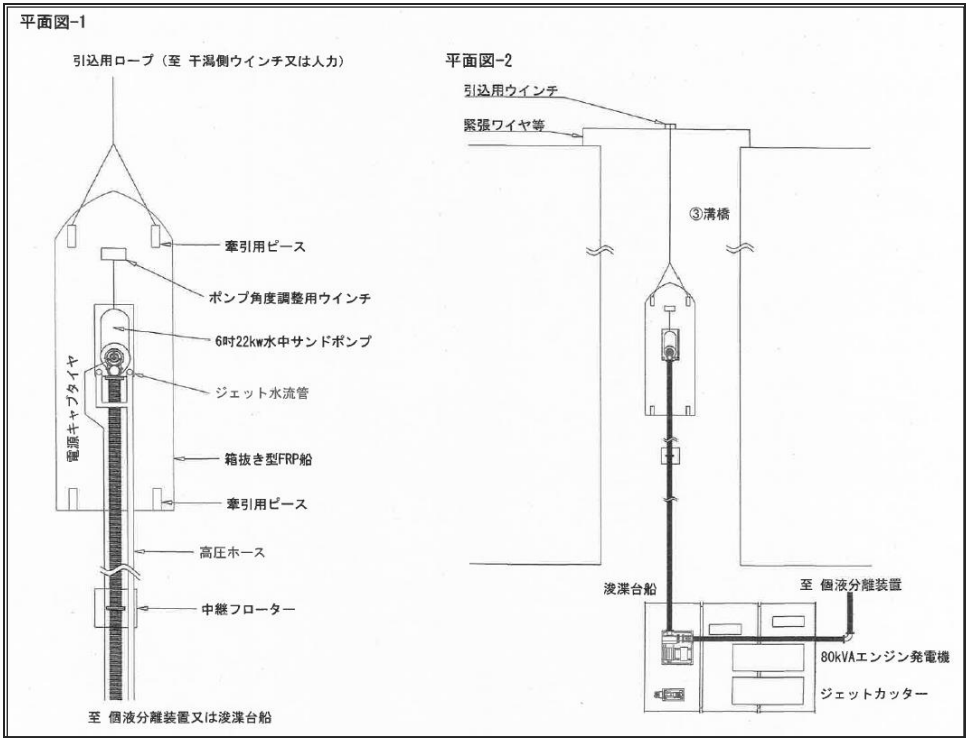 平面図-1
引込用ロープ（至 干潟側ウインチ又は人力）
牽引用ピース
ポンプ角度調整用ウインチ
6吋22kw水中サンドポンプ
ジェット水流管
電源キャブタイヤ
箱抜き型FRP船
牽引用ピース
高圧ホース
中継フローター
至 個液分離装置又は浚渫台船
平面図-2
引込用ウインチ
緊張ワイヤ等
③溝橋
浚渫台船
至 個液分離装置
80kVAエンジン発電機
ジェットカッター